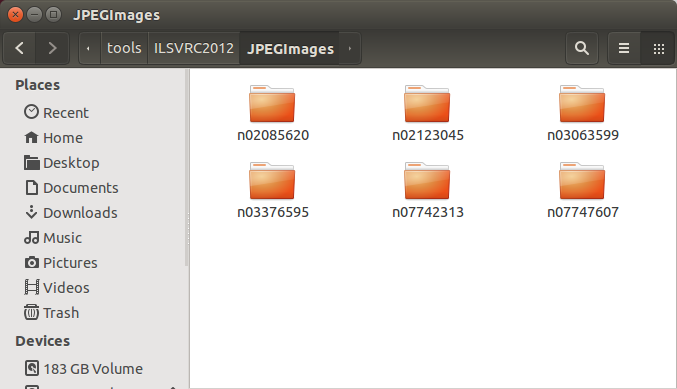 JPEGImages
tools ILSVRC2012 JPEGImages
Places
Recent
Home
Desktop
Documents
Downloads
Music
Pictures
Videos
Trash
Devices
183 GB Volume
n02085620 n02123045 n03063599
n03376595 n07742313 n07747607